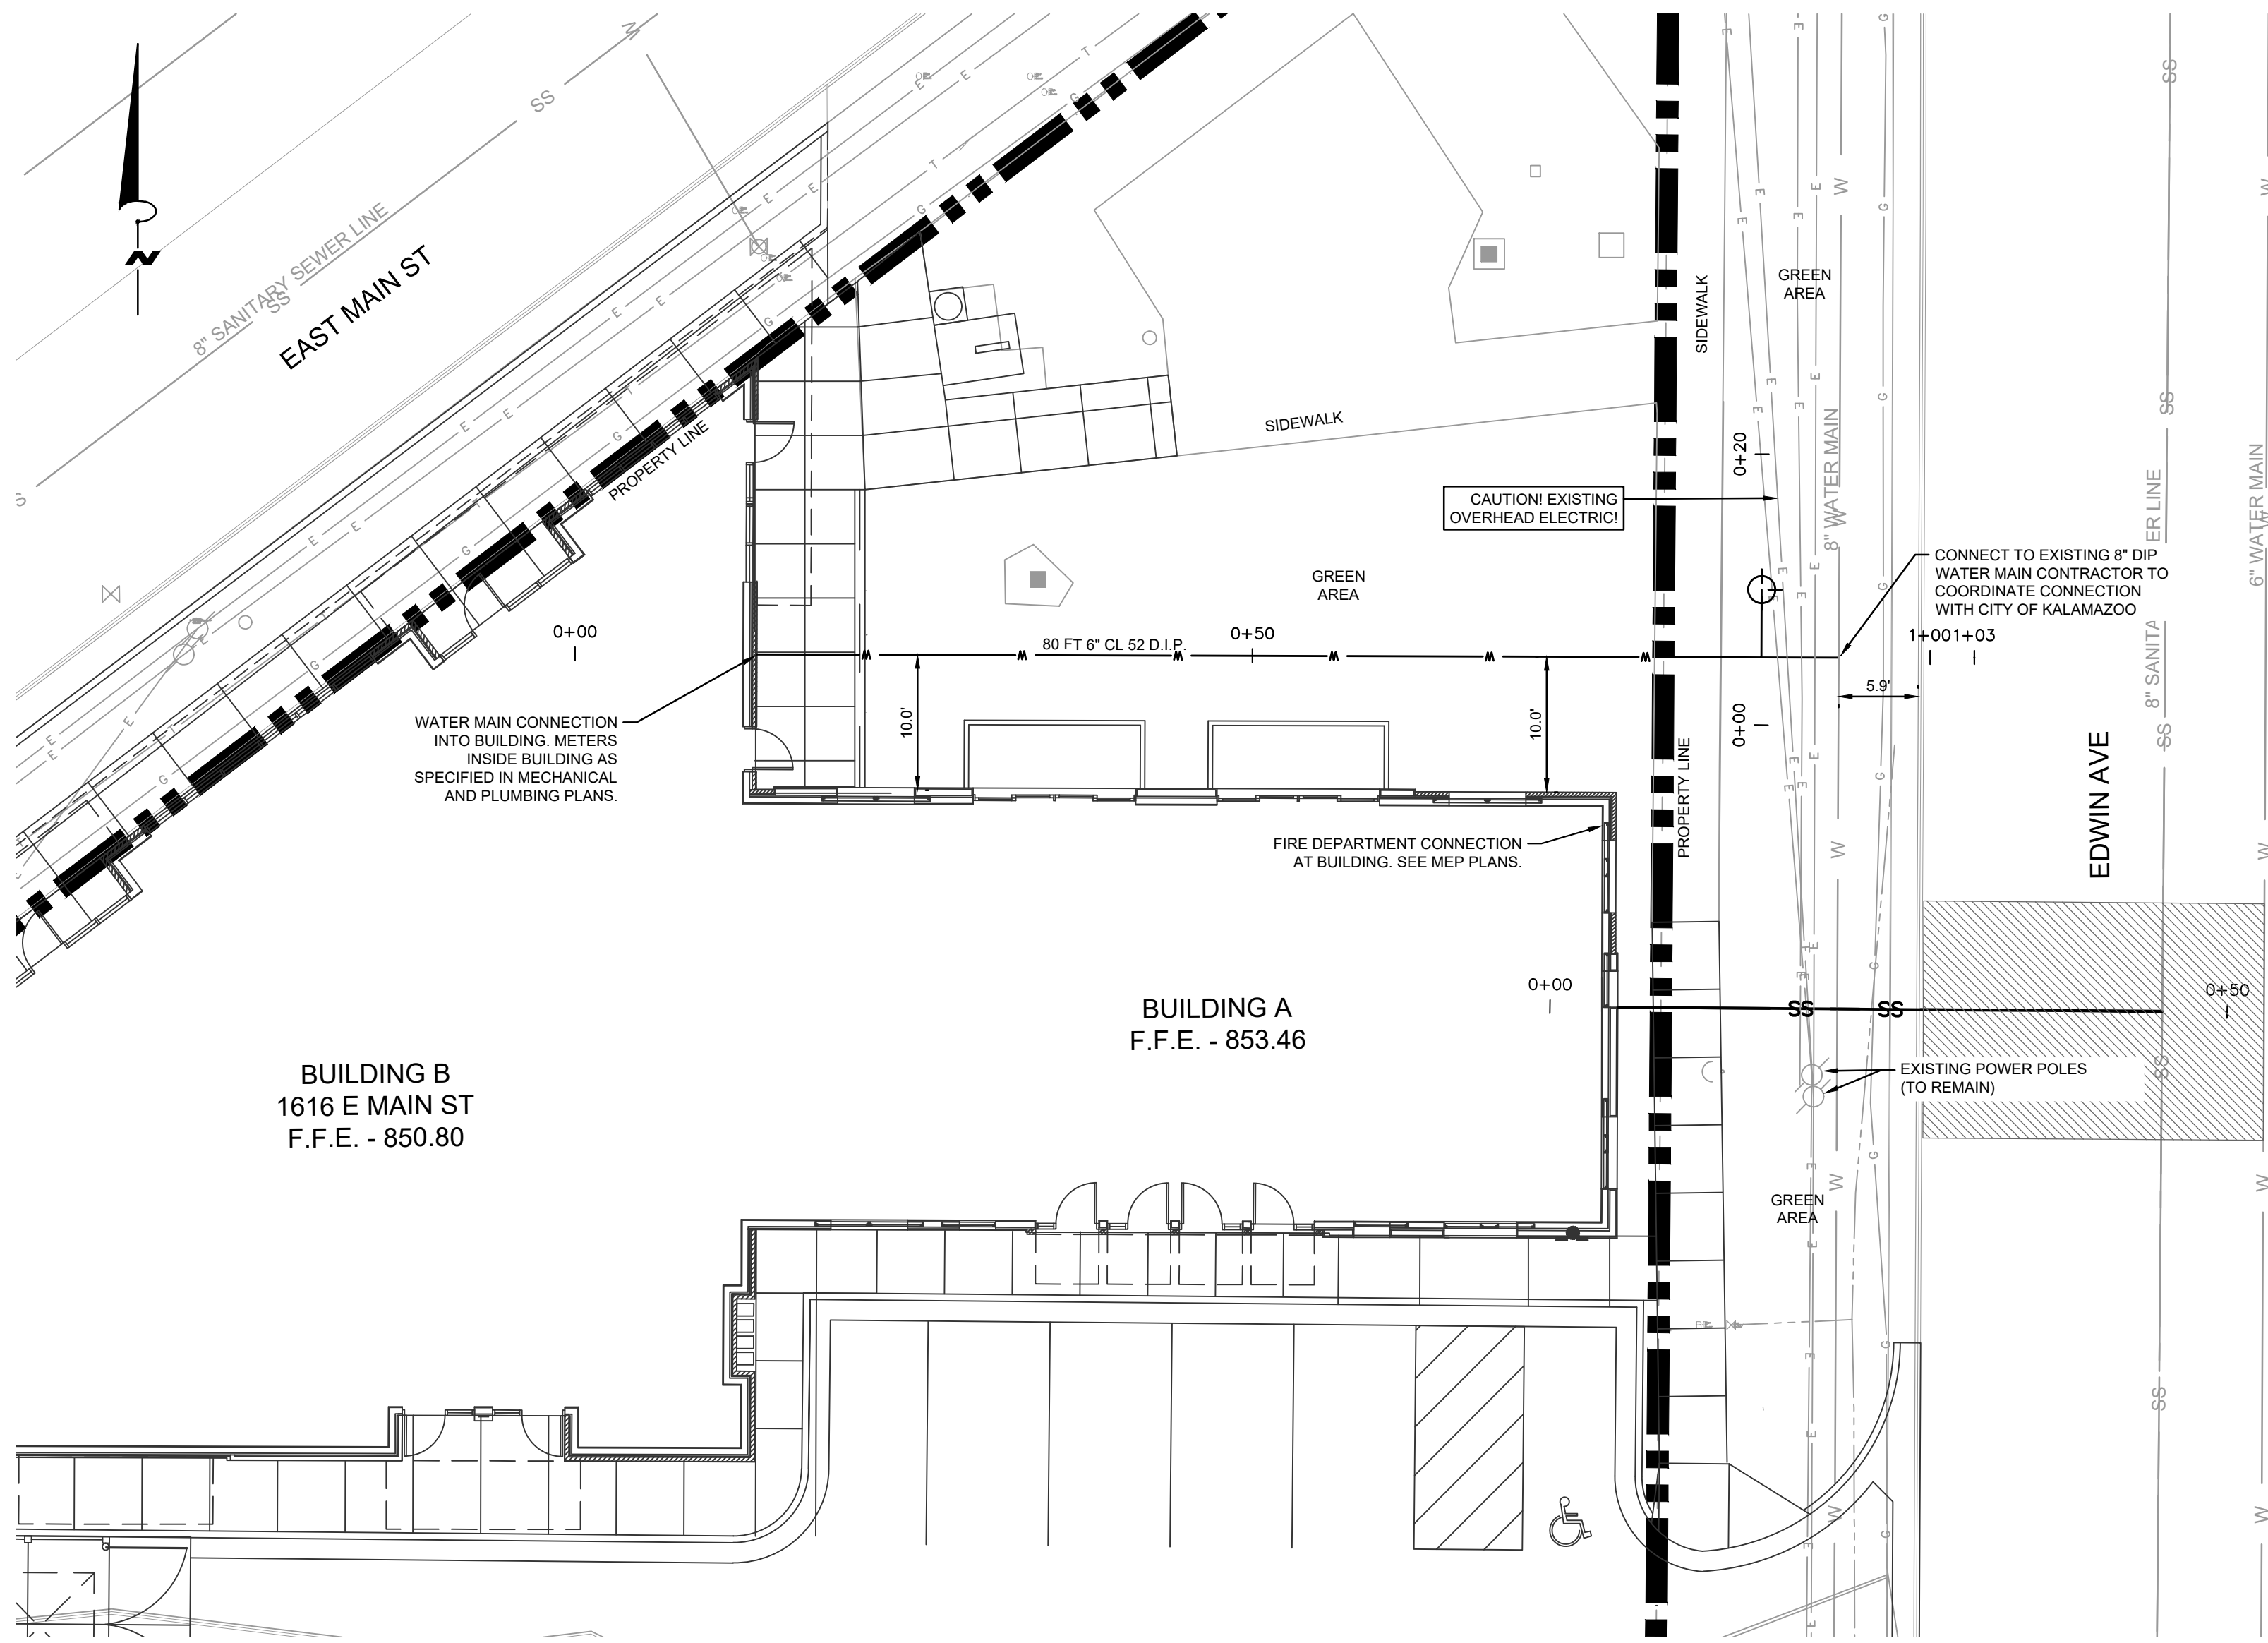 N
8" SANITARY SEWER LINE
EAST MAIN ST
PROPERTY LINE
SIDEWALK
SIDEWALK
GREEN
AREA
0+20
8" WATER MAIN
CAUTION! EXISTING
OVERHEAD ELECTRIC!
GREEN
AREA
CONNECT TO EXISTING 8" DIP
WATER MAIN CONTRACTOR TO
COORDINATE CONNECTION
WITH CITY OF KALAMAZOO
6" WATER MAIN
8" SANITA
ER LINE
0+00
80 FT 6" CL 52 D.I.P.
0+50
1+00
1+03
5.9'
10.0'
10.0'
0+00
WATER MAIN CONNECTION
INTO BUILDING. METERS
INSIDE BUILDING AS
SPECIFIED IN MECHANICAL
AND PLUMBING PLANS.
PROPERTY LINE
EDWIN AVE
FIRE DEPARTMENT CONNECTION
AT BUILDING. SEE MEP PLANS.
0+00
0+50
SS
SS
BUILDING A
F.F.E. - 853.46
BUILDING B
1616 E MAIN ST
F.F.E. - 850.80
EXISTING POWER POLES
(TO REMAIN)
GREEN
AREA